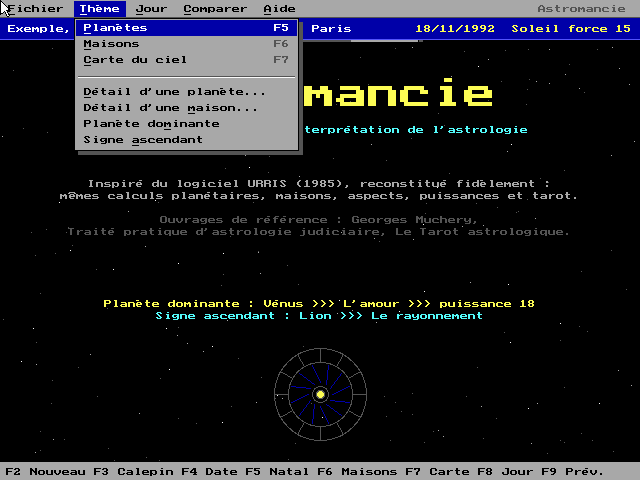 Fichier Thème Jour Comparer Aide Astromancie
Exemple, Paris 18/11/1992 Soleil force 15
Planètes F5
Maisons F6
Carte du ciel F7
Détail d'une planète...
Détail d'une maison...
Planète dominante
Signe ascendant
mancie
terprétation de l'astrologie
Inspiré du logiciel URRIS (1985), reconstitué fidèlement :
mêmes calculs planétaires, maisons, aspects, puissances et tarot.
Ouvrages de référence : Georges Muchery,
Traité pratique d'astrologie judiciaire, Le Tarot astrologique.
Planète dominante : Vénus >>> L'amour >>> puissance 18
Signe ascendant : Lion >>> Le rayonnement
F2 Nouveau F3 Calepin F4 Date F5 Natal F6 Maisons F7 Carte F8 Jour F9 Prév.